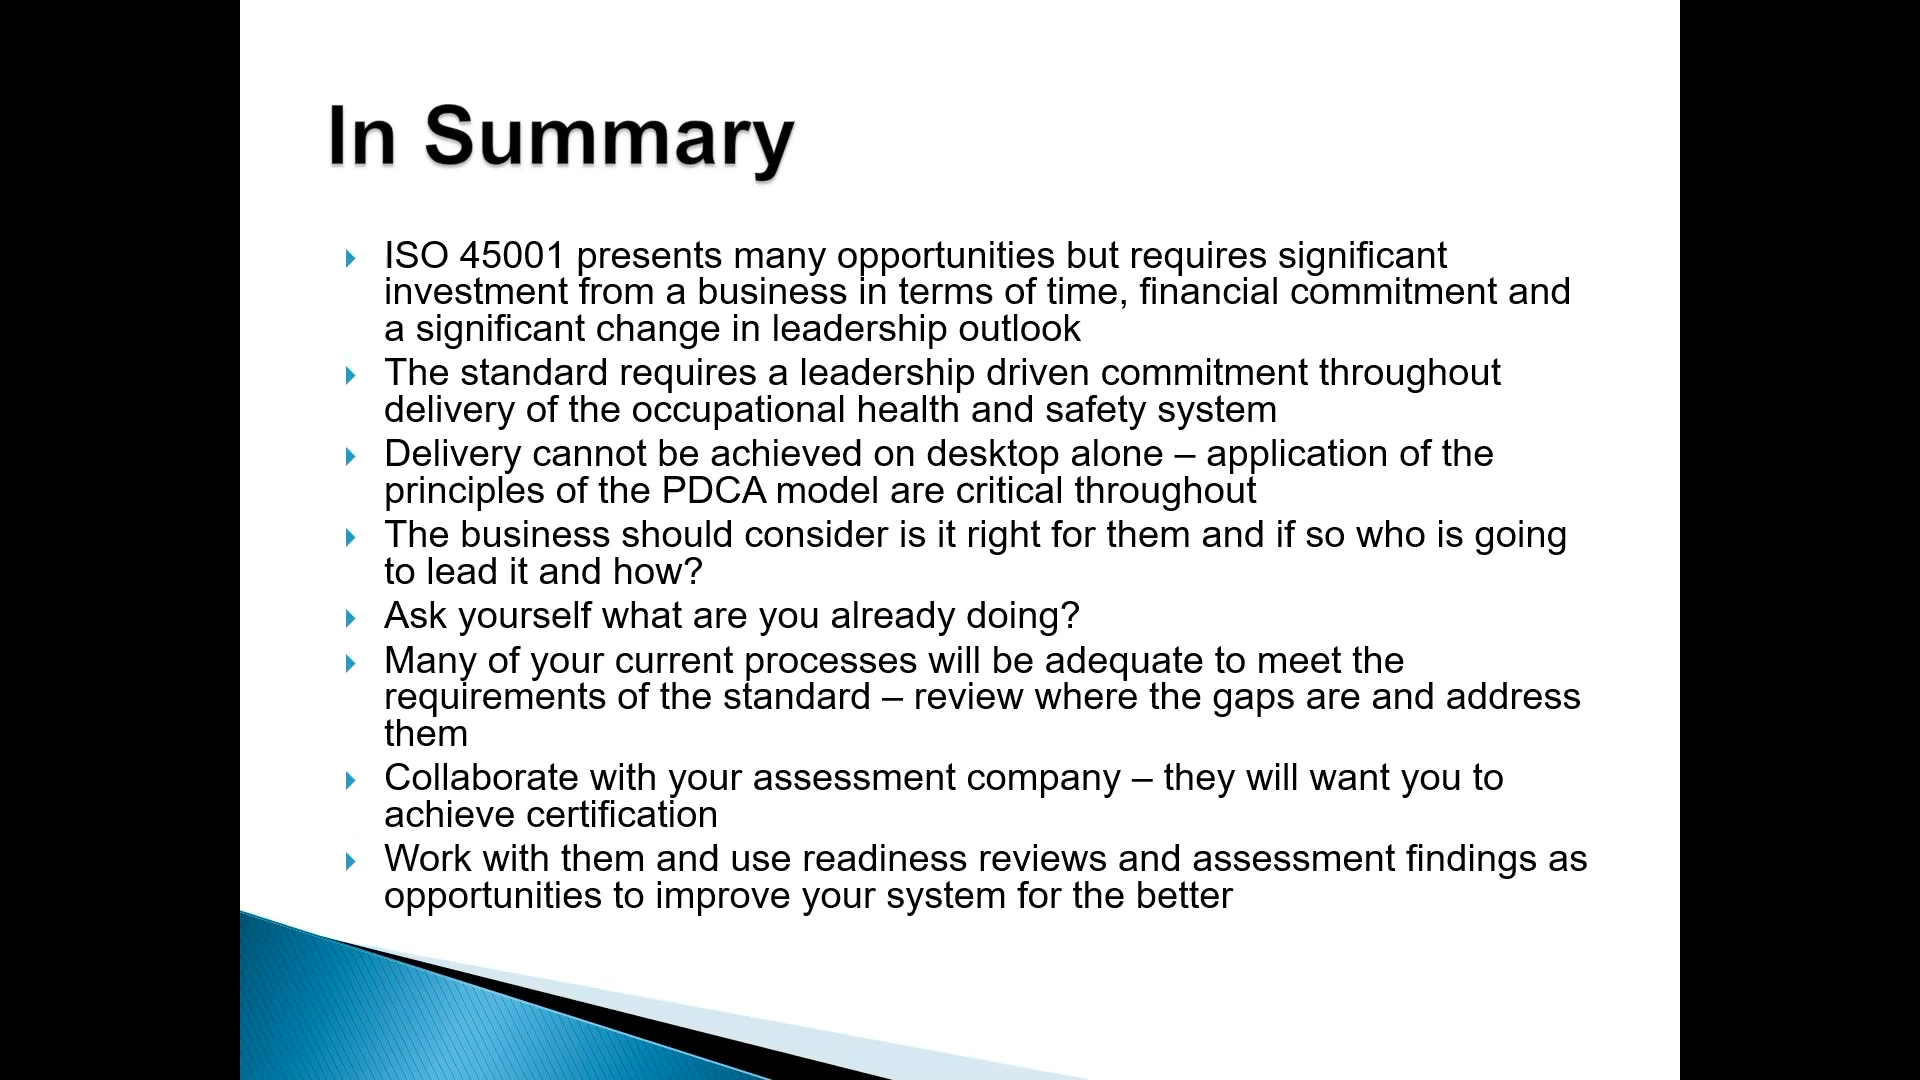 In Summary
ISO 45001 presents many opportunities but requires significant
investment from a business in terms of time, financial commitment and
a significant change in leadership outlook
The standard requires a leadership driven commitment throughout
delivery of the occupational health and safety system
Delivery cannot be achieved on desktop alone – application of the
principles of the PDCA model are critical throughout
The business should consider is it right for them and if so who is going
to lead it and how?
Ask yourself what are you already doing?
Many of your current processes will be adequate to meet the
requirements of the standard – review where the gaps are and address
them
Collaborate with your assessment company – they will want you to
achieve certification
Work with them and use readiness reviews and assessment findings as
opportunities to improve your system for the better